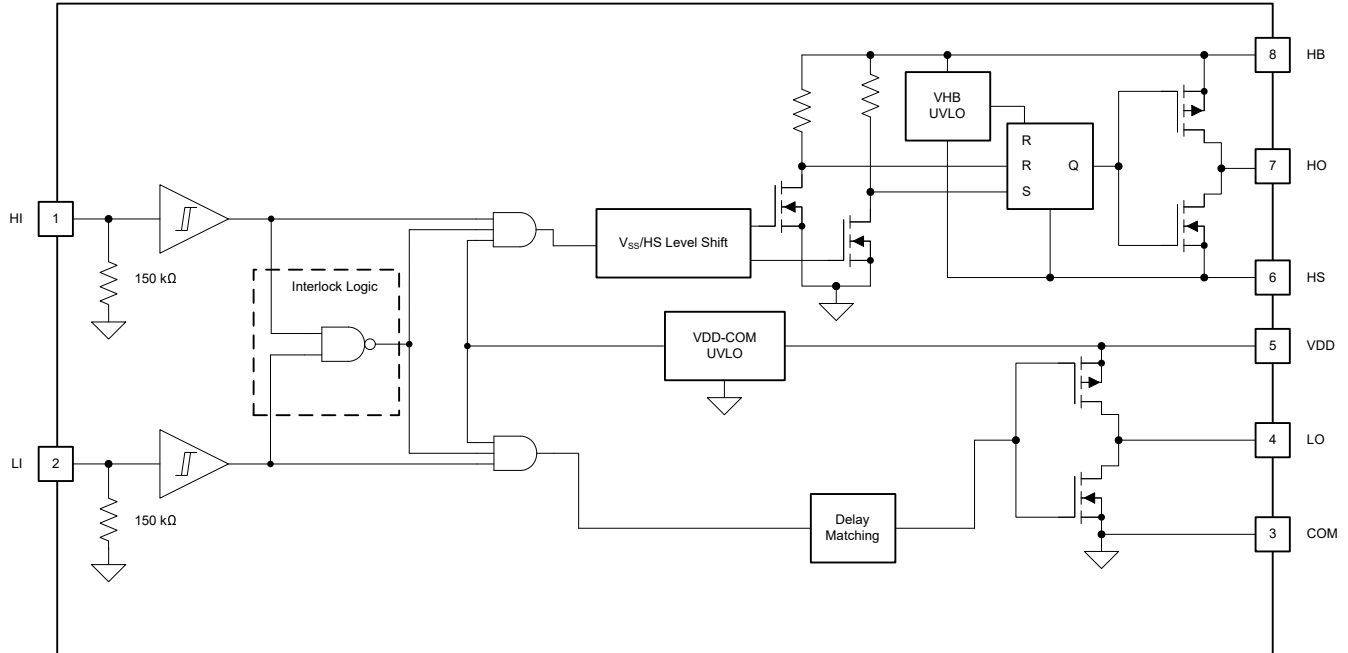 8 HB
VHB
UVLO
R
R Q
S
7 HO
HI 1
150 kΩ
VSS/HS Level Shift
6 HS
Interlock Logic
VDD-COM
UVLO
5 VDD
4 LO
LI 2
150 kΩ
Delay
Matching
3 COM